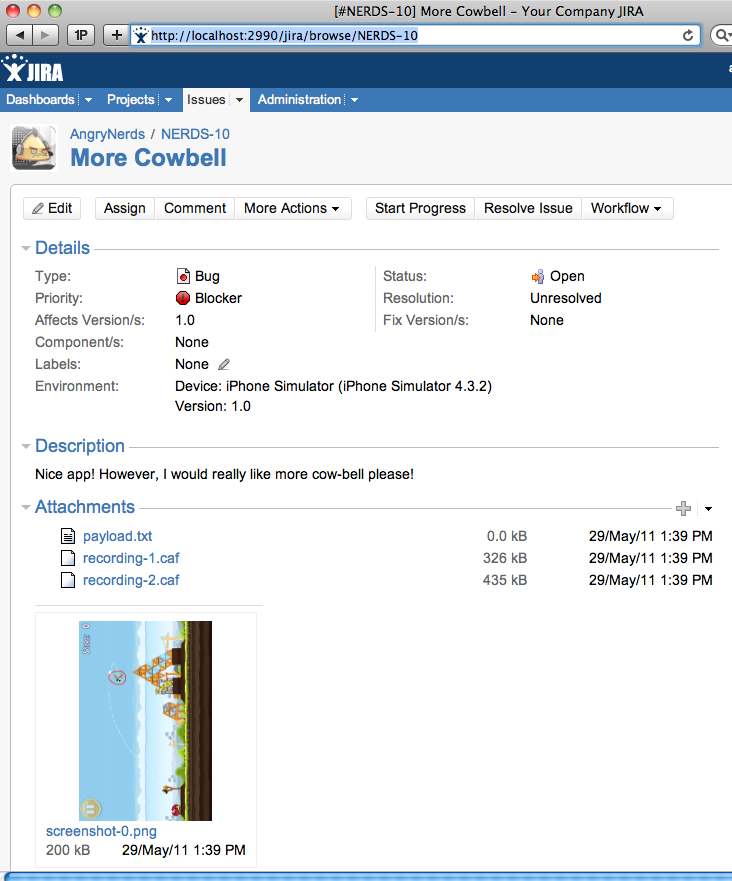 [#NERDS-10] More Cowbell - Your Company JIRA
1P
http://localhost:2990/jira/browse/NERDS-10
JIRA
Dashboards Projects Issues Administration
AngryNerds / NERDS-10
More Cowbell
Edit Assign Comment More Actions Start Progress Resolve Issue Workflow
Details
Type: Bug Status: Open
Priority: Blocker Resolution: Unresolved
Affects Version/s: 1.0 Fix Version/s: None
Component/s: None
Labels: None
Environment: Device: iPhone Simulator (iPhone Simulator 4.3.2)
Version: 1.0
Description
Nice app! However, I would really like more cow-bell please!
Attachments
payload.txt 0.0 kB 29/May/11 1:39 PM
recording-1.caf 326 kB 29/May/11 1:39 PM
recording-2.caf 435 kB 29/May/11 1:39 PM
screenshot-0.png
200 kB 29/May/11 1:39 PM